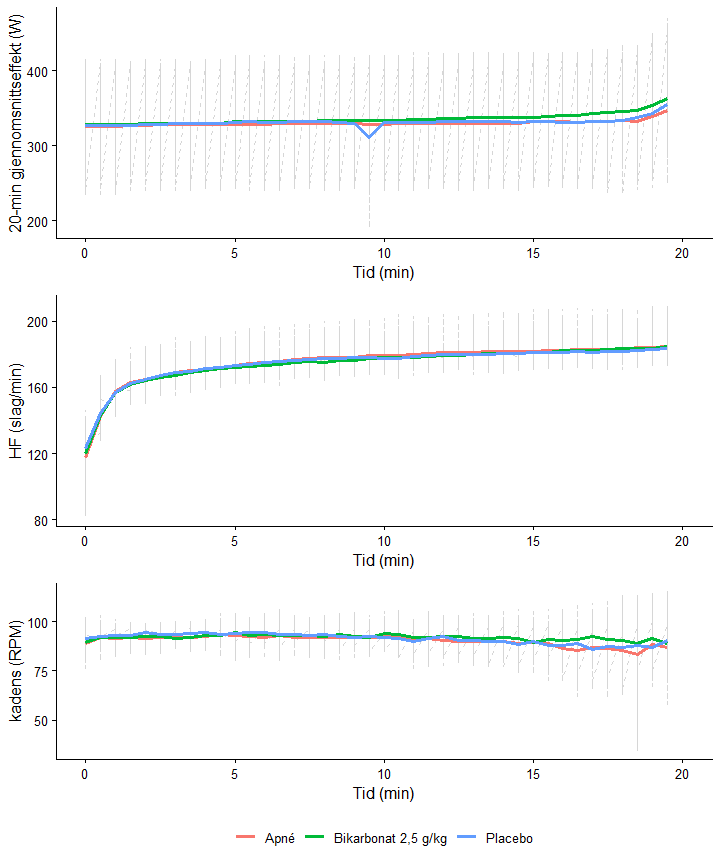 20-min gjennomsnittseffekt (W)
400
300
200
0 5 10 15 20
Tid (min)
HF (slag/min)
200
160
120
80
0 5 10 15 20
Tid (min)
kadens (RPM)
100
75
50
0 5 10 15 20
Tid (min)
Apné Bikarbonat 2,5 g/kg Placebo